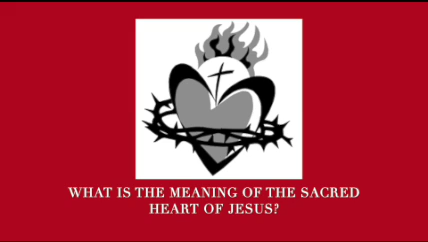 WHAT IS THE MEANING OF THE SACRED
HEART OF JESUS?